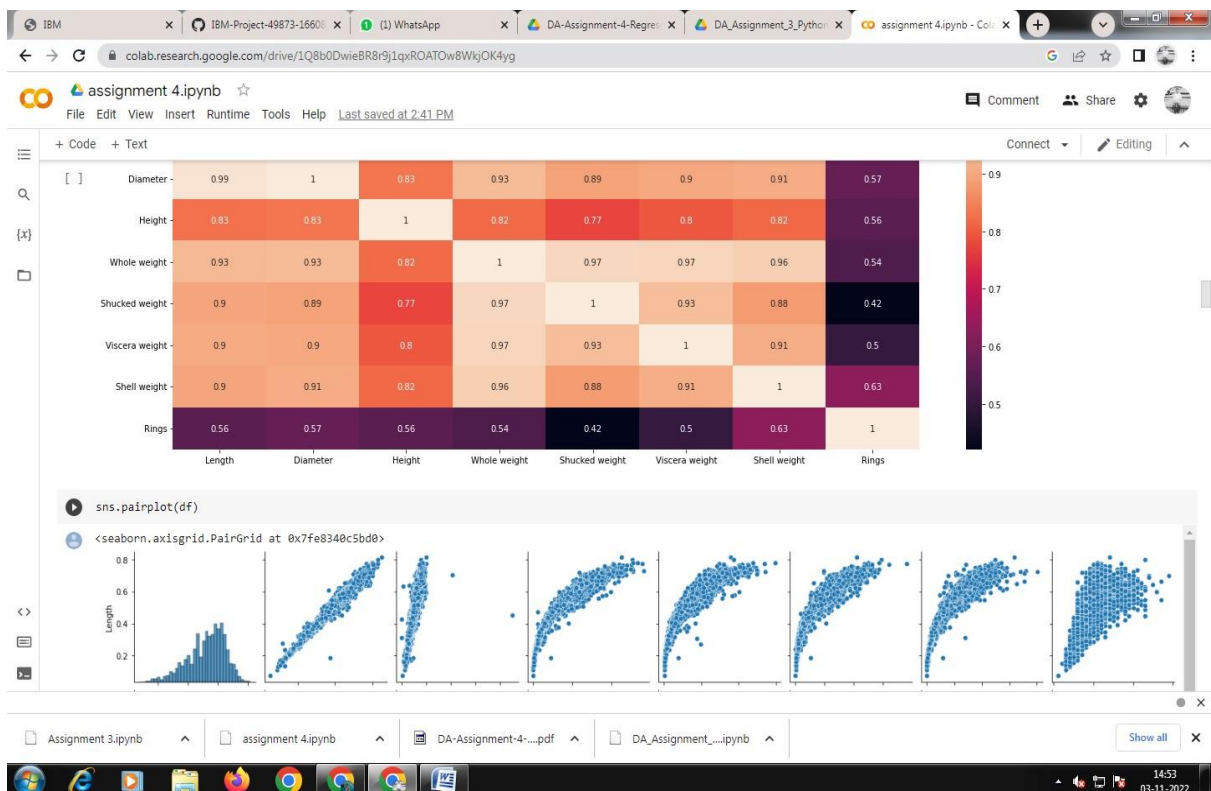 IBM
IBM-Project-49873-16608
(1) WhatsApp
DA-Assignment-4-Regres
DA_Assignment_3_Python
assignment 4.ipynb - Cola
colab.research.google.com/drive/1Q8b0DwieBR8r9j1qxROATOw8WkjOK4yg
assignment 4.ipynb
File Edit View Insert Runtime Tools Help Last saved at 2:41 PM
Comment Share
+ Code + Text
Connect Editing
[ ]
Diameter 0.99 1 0.83 0.93 0.89 0.9 0.91 0.57
Height 0.83 0.83 1 0.82 0.77 0.8 0.82 0.56
Whole weight 0.93 0.93 0.82 1 0.97 0.97 0.96 0.54
Shucked weight 0.9 0.89 0.77 0.97 1 0.93 0.88 0.42
Viscera weight 0.9 0.9 0.8 0.97 0.93 1 0.91 0.5
Shell weight 0.9 0.91 0.82 0.96 0.88 0.91 1 0.63
Rings 0.56 0.57 0.56 0.54 0.42 0.5 0.63 1
Length Diameter Height Whole weight Shucked weight Viscera weight Shell weight Rings
0.9
0.8
0.7
0.6
0.5
{x}
sns.pairplot(df)
<seaborn.axisgrid.PairGrid at 0x7fe8340c5bd0>
Length
0.8
0.6
0.4
0.2
Assignment 3.ipynb
assignment 4.ipynb
DA-Assignment-4-....pdf
DA_Assignment_....ipynb
Show all
14:53
03-11-2022